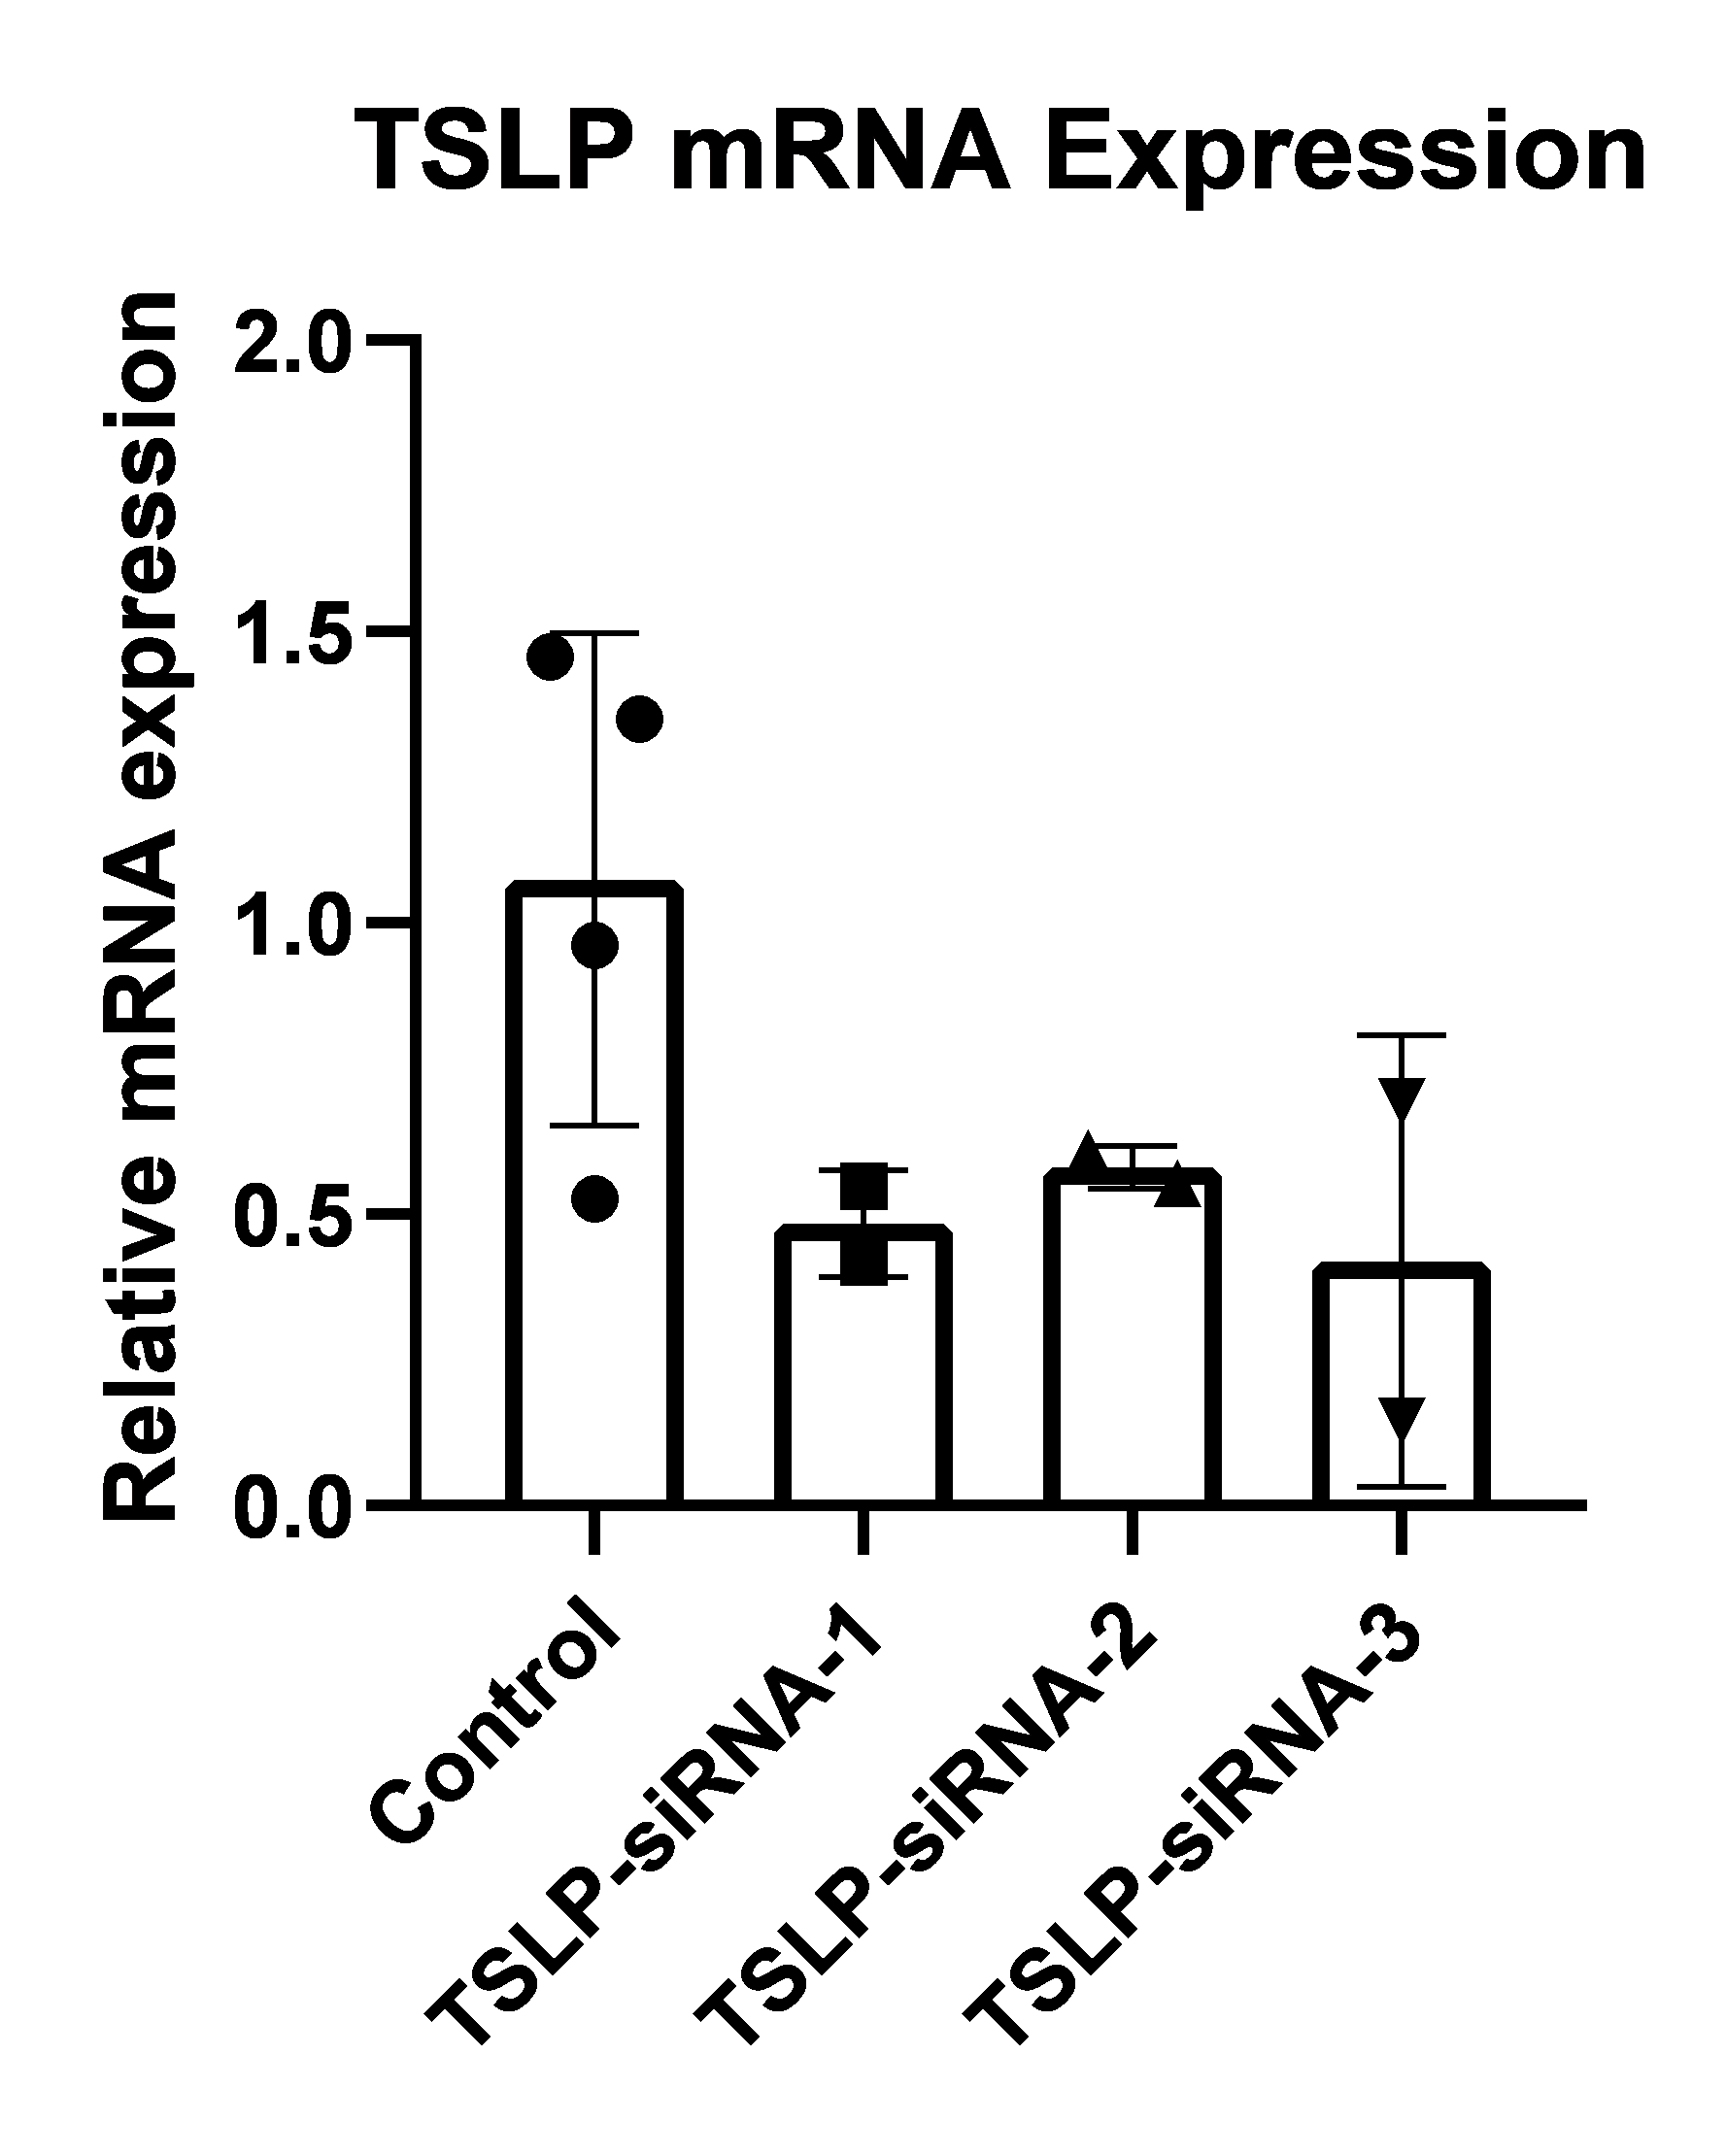 TSLP mRNA Expression
Relative mRNA expression
2.0
1.5
1.0
0.5
0.0
Control
TSLP-siRNA-1
TSLP-siRNA-2
TSLP-siRNA-3